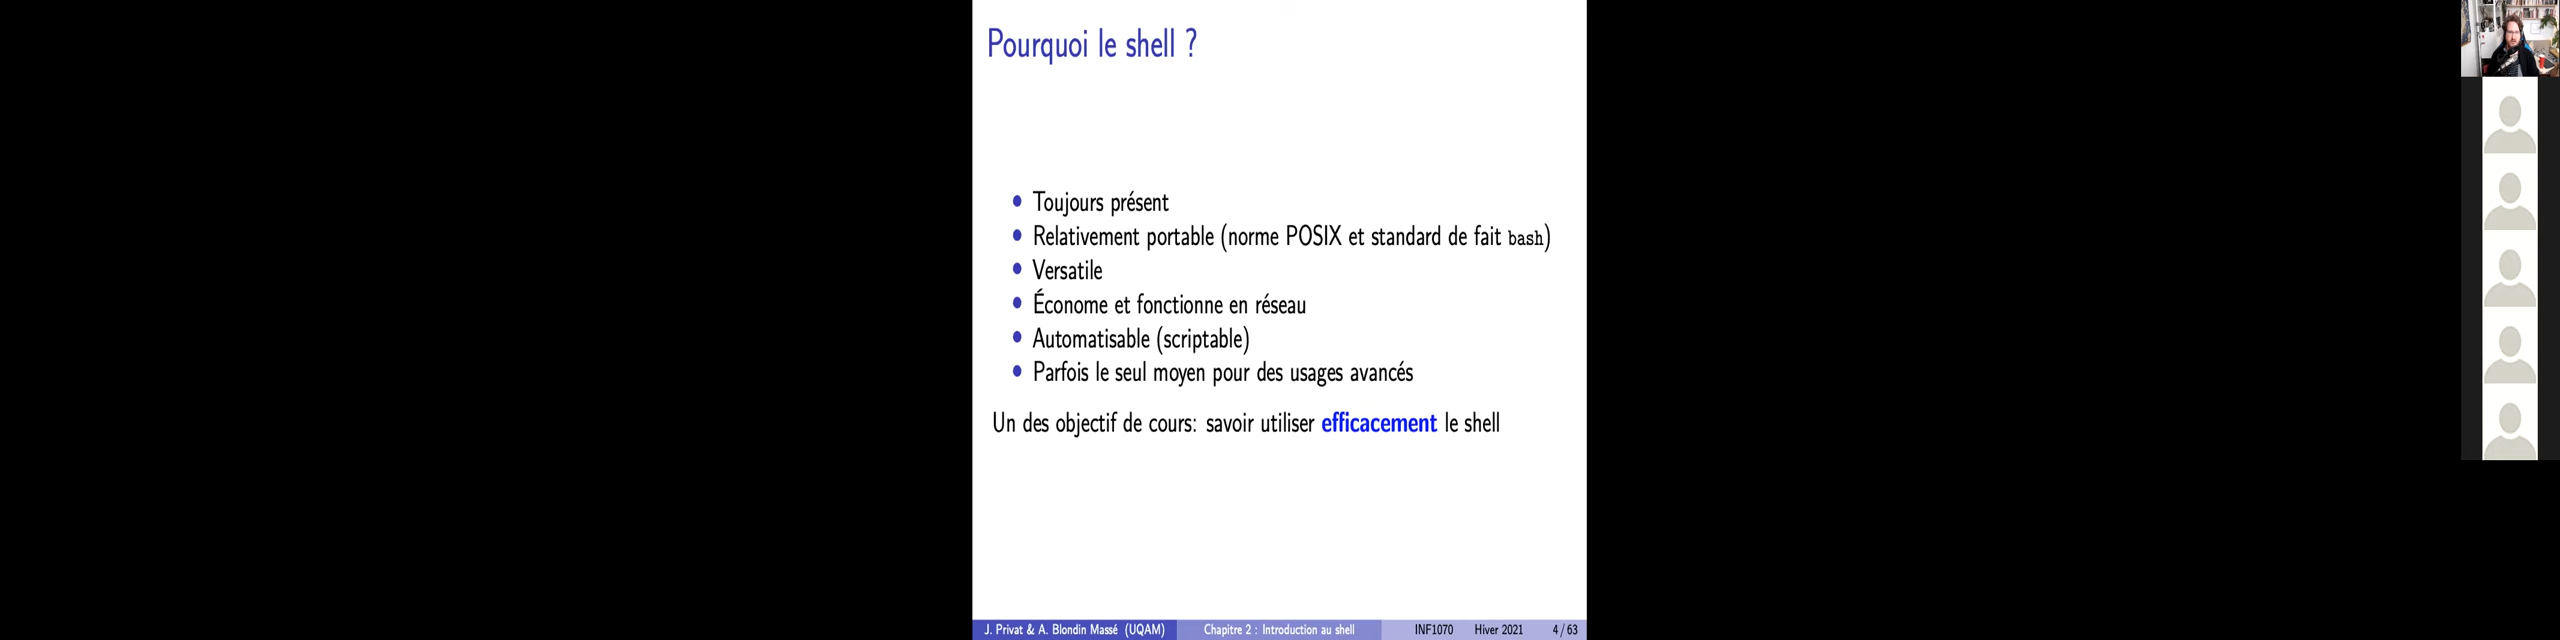 Pourquoi le shell ?
• Toujours présent
• Relativement portable (norme POSIX et standard de fait bash)
• Versatile
• Économe et fonctionne en réseau
• Automatisable (scriptable)
• Parfois le seul moyen pour des usages avancés
Un des objectif de cours: savoir utiliser efficacement le shell
J. Privat & A. Blondin Massé (UQAM) Chapitre 2 : Introduction au shell INF1070 Hiver 2021 4 / 63